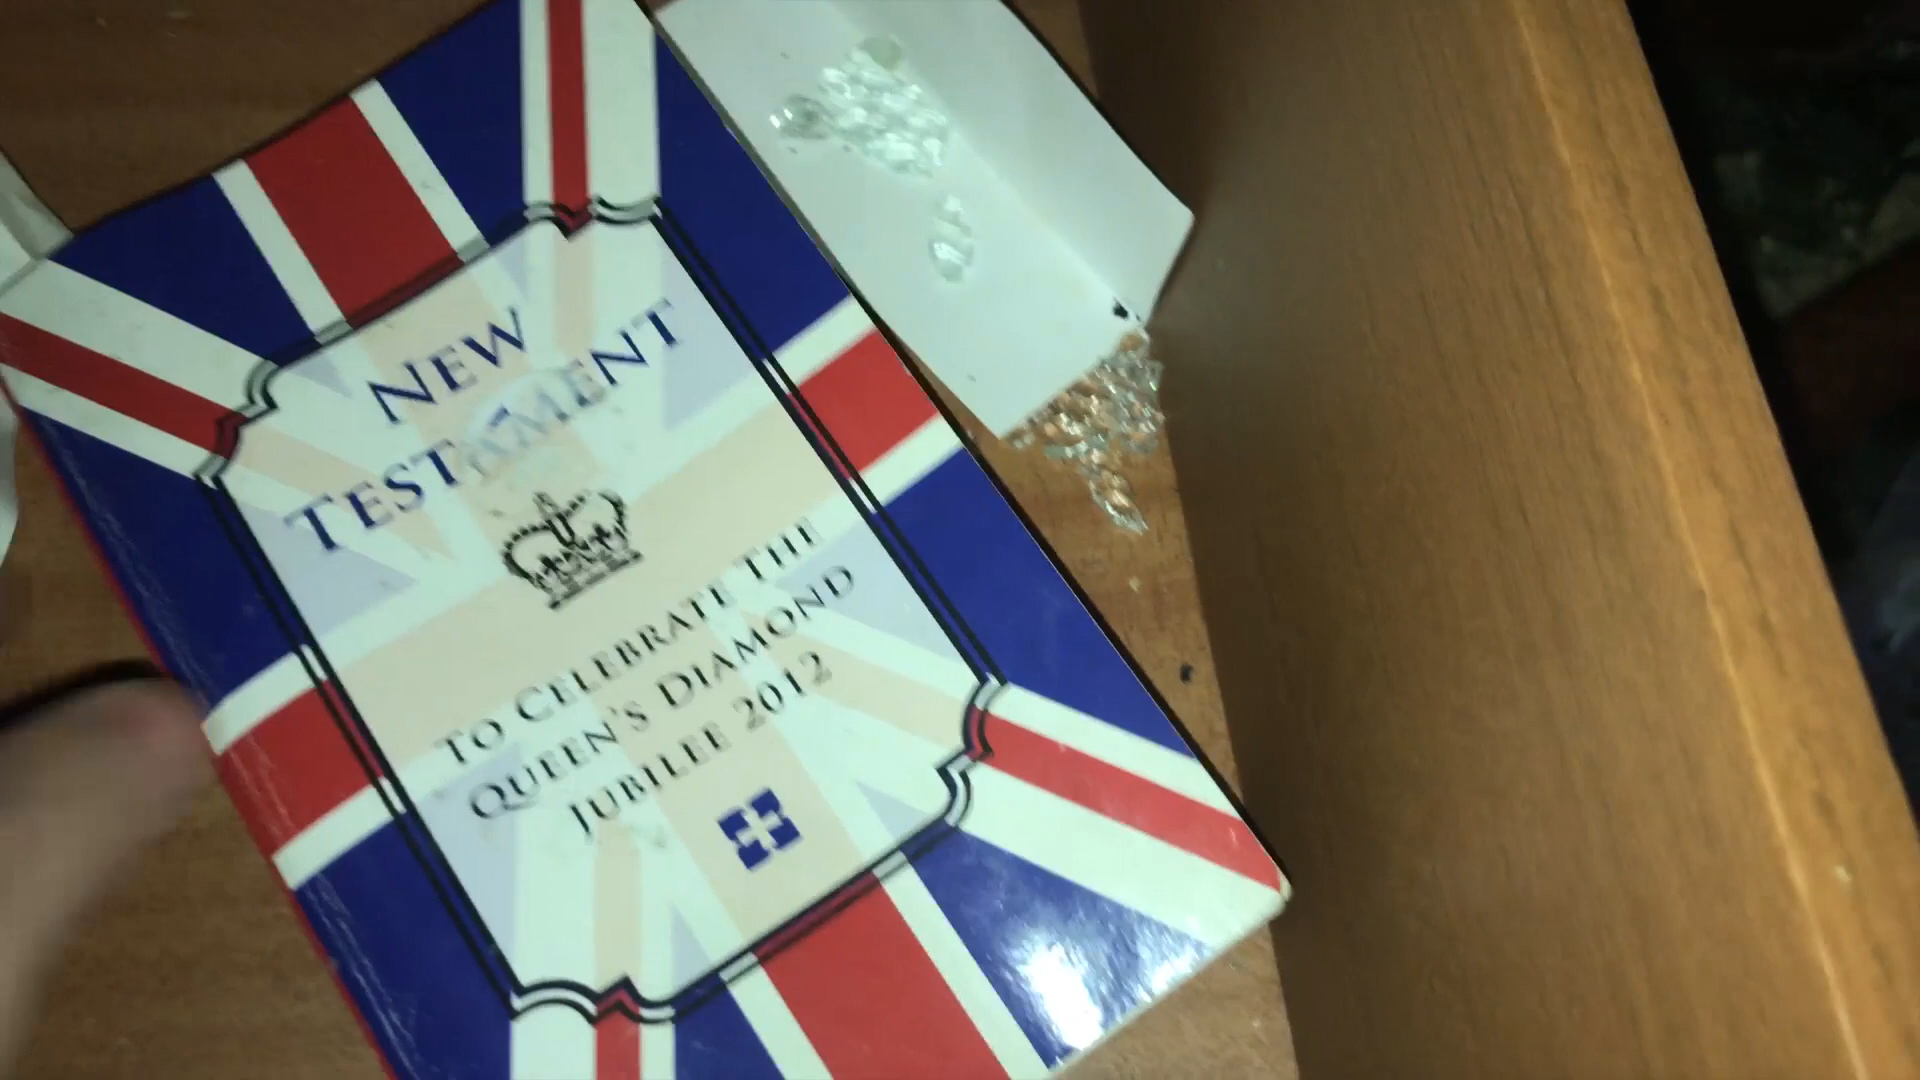 NEW
TESTAMENT
TO CELEBRATE THE
QUEEN'S DIAMOND
JUBILEE 2012